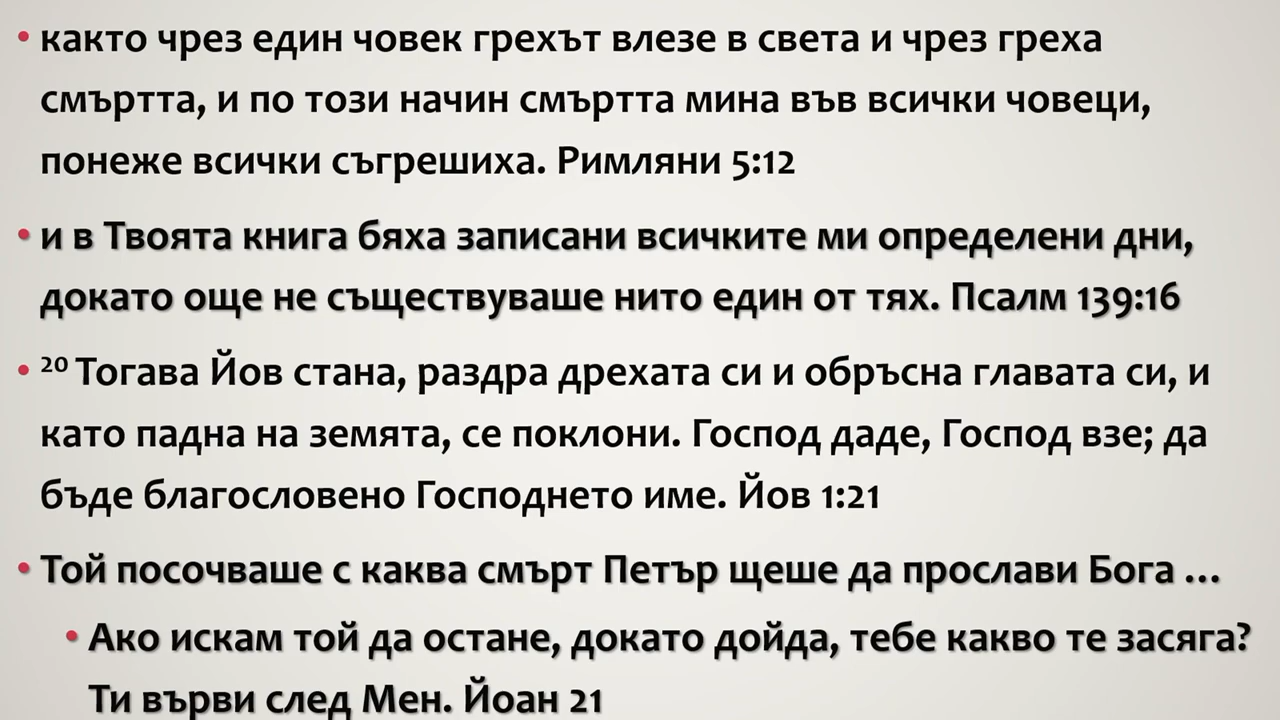 • както чрез един човек грехът влезе в света и чрез греха
смъртта, и по този начин смъртта мина във всички човеци,
понеже всички съгрешиха. Римляни 5:12
• и в Твоята книга бяха записани всичките ми определени дни,
докато още не съществуваше нито един от тях. Псалм 139:16
• ²⁰ Тогава Йов стана, раздра дрехата си и обръсна главата си, и
като падна на земята, се поклони. Господ даде, Господ взе; да
бъде благословено Господнето име. Йов 1:21
• Той посочваше с каква смърт Петър щеше да прослави Бога ...
• Ако искам той да остане, докато дойда, тебе какво те засяга?
Ти върви след Мен. Йоан 21